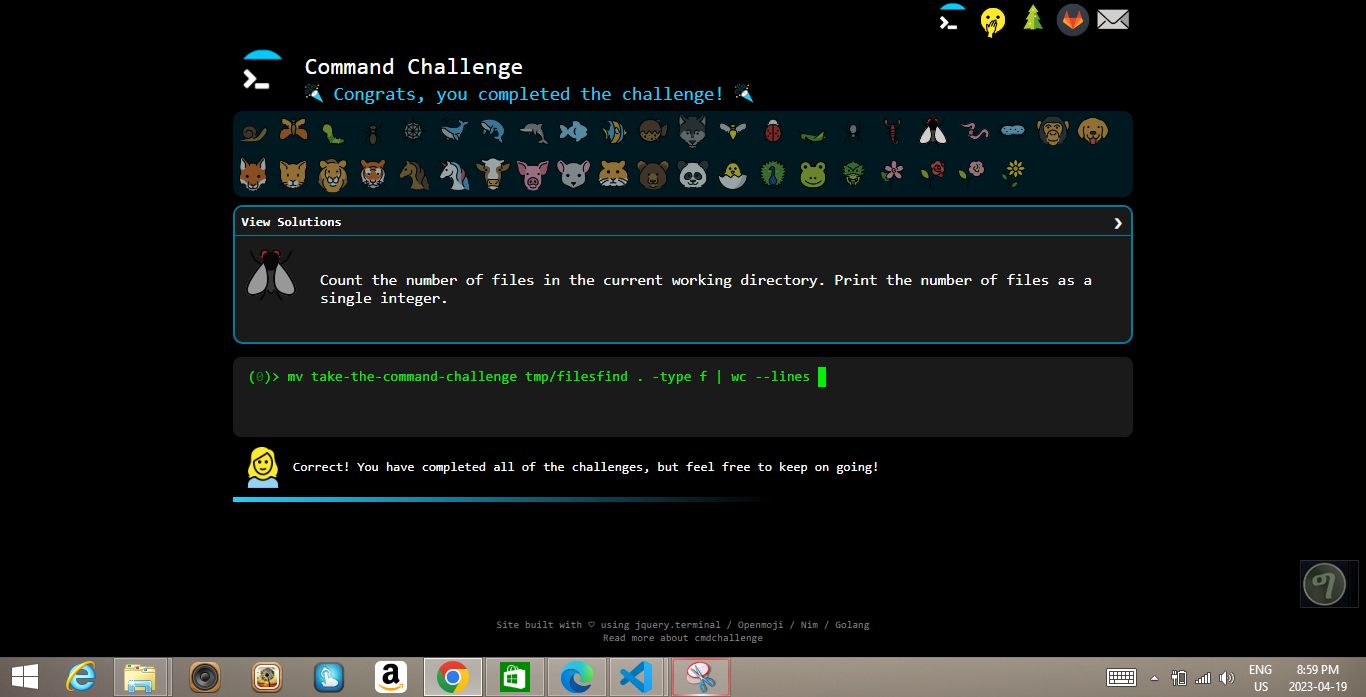 Command Challenge
Congrats, you completed the challenge!
View Solutions
Count the number of files in the current working directory. Print the number of files as a
single integer.
(0)> mv take-the-command-challenge tmp/filesfind . -type f | wc --lines
Correct! You have completed all of the challenges, but feel free to keep on going!
Site built with ♡ using jquery.terminal / Openmoji / Nim / Golang
Read more about cmdchallenge
ENG 8:59 PM
US 2023-04-19